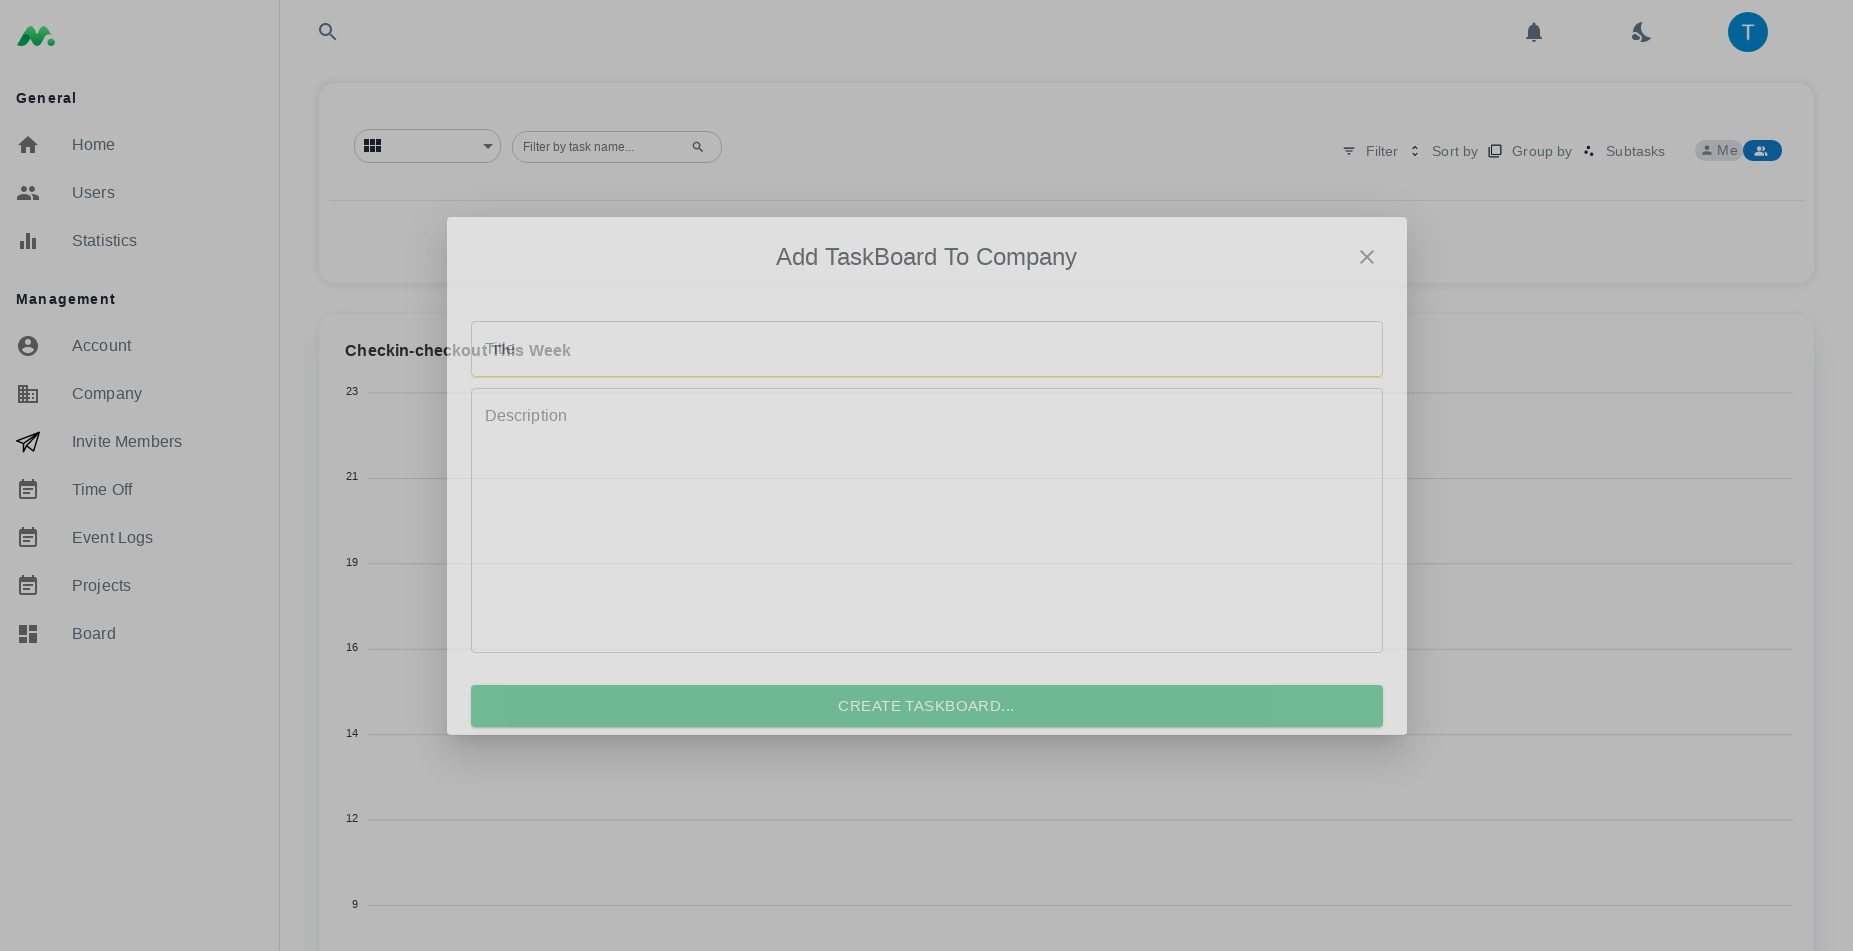 T
General
Home
Users
Statistics
Management
Account
Company
Invite Members
Time Off
Event Logs
Projects
Board
Filter by task name...
Filter
Sort by
Group by
Subtasks
Me
Add TaskBoard To Company
Checkin-checkout This Week
Title
Description
CREATE TASKBOARD...
23
21
19
16
14
12
9